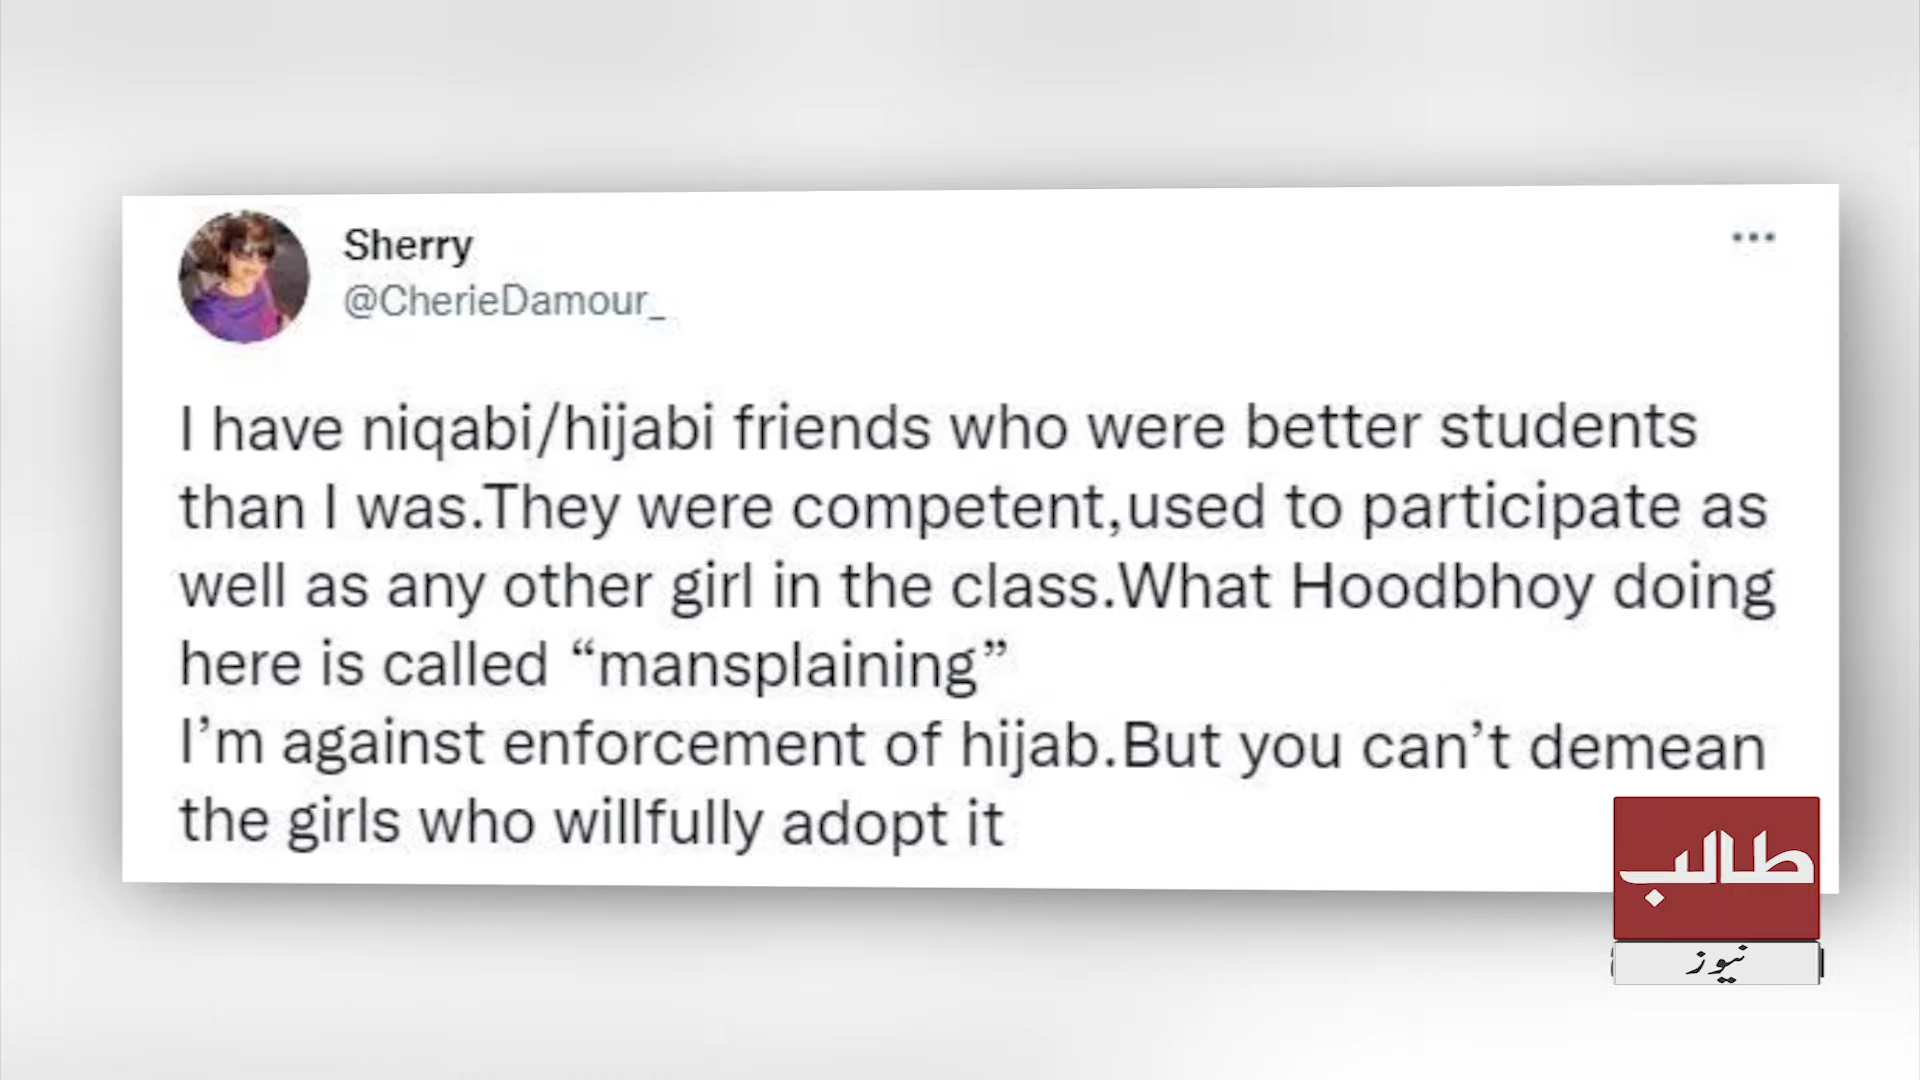 Sherry
@CherieDamour_
I have niqabi/hijabi friends who were better students
than I was.They were competent,used to participate as
well as any other girl in the class.What Hoodbhoy doing
here is called “mansplaining”
I’m against enforcement of hijab.But you can’t demean
the girls who willfully adopt it
طالب
نیوز